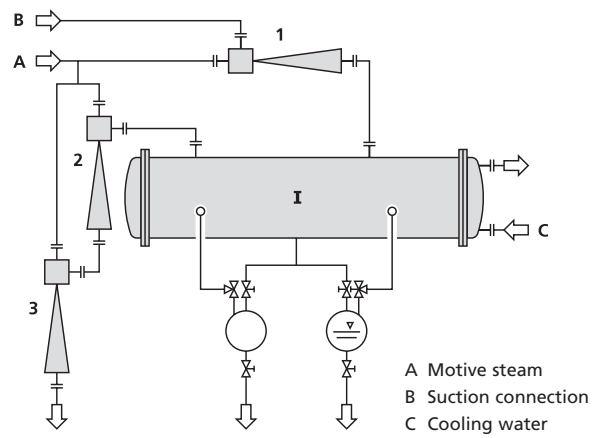 B
1
A
2
I
C
3
A Motive steam
B Suction connection
C Cooling water